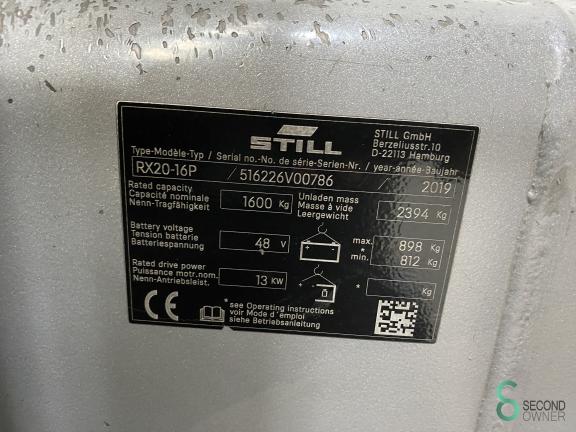 STILL
STILL GmbH
Berzeliusstr.10
D-22113 Hamburg
Type-Modèle-Typ / Serial no.-No. de série-Serien-Nr. / year-année-Baujahr
RX20-16P / 516226V00786 / 2019
Rated capacity
Capacité nominale
Nenn-Tragfähigkeit
1600 Kg
Unladen mass
Masse à vide
Leergewicht
2394 Kg
Battery voltage
Tension batterie
Batteriespannung
48 V
- +
max. 898 Kg
*
min. 812 Kg
Rated drive power
Puissance motr.nom.
Nenn-Antriebsleist.
13 KW
+ -
* Kg
CE
*see Operating instructions
voir Mode d'emploi
siehe Betriebsanleitung
SECOND
OWNER